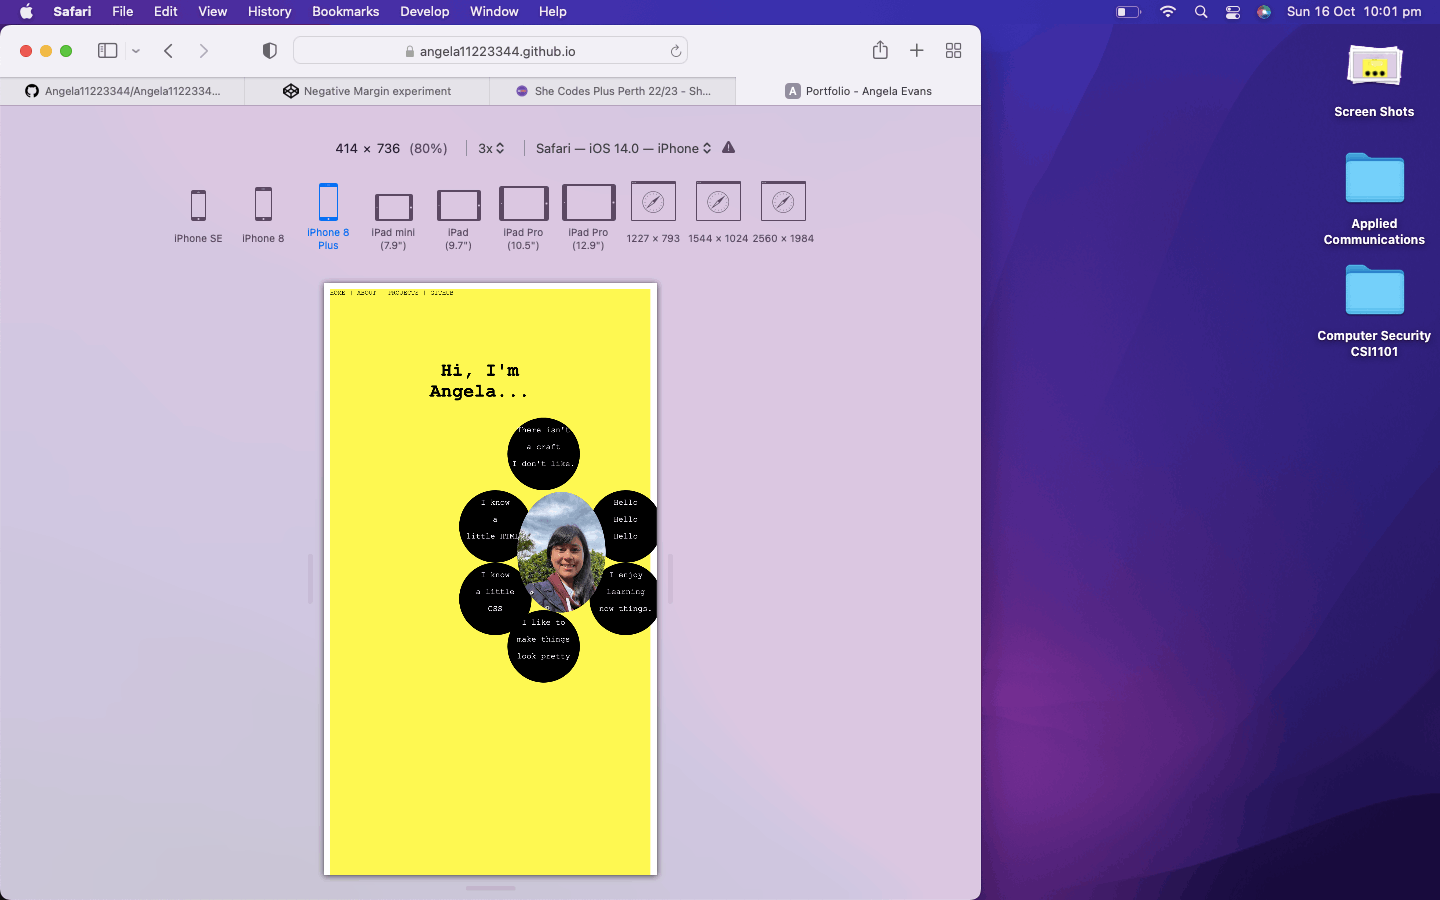 Safari File Edit View History Bookmarks Develop Window Help Sun 16 Oct 10:01 pm
angela11223344.github.io
Angela11223344/Angela1122334... Negative Margin experiment She Codes Plus Perth 22/23 - Sh... A Portfolio - Angela Evans
414 × 736 (80%) 3x Safari — iOS 14.0 — iPhone
iPhone SE
iPhone 8
iPhone 8
Plus
iPad mini
(7.9")
iPad
(9.7")
iPad Pro
(10.5")
iPad Pro
(12.9")
1227 × 793
1544 × 1024
2560 × 1984
HOME | ABOUT PROJECTS | GITHUB
Hi, I'm
Angela...
There isn't
a craft
I don't like.
I know
a
little HTML
Hello
Hello
Hello
I know
a little
CSS
I enjoy
learning
new things.
I like to
make things
look pretty
Screen Shots
Applied
Communications
Computer Security
CSI1101